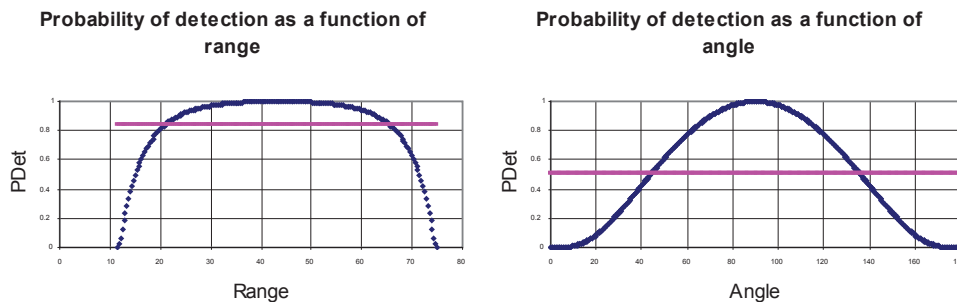 Probability of detection as a function of
range
1
0.8
0.6
0.4
0.2
0
0 10 20 30 40 50 60 70 80
PDet
Range
Probability of detection as a function of
angle
1
0.8
0.6
0.4
0.2
0
0 20 40 60 80 100 120 140 160
PDet
Angle